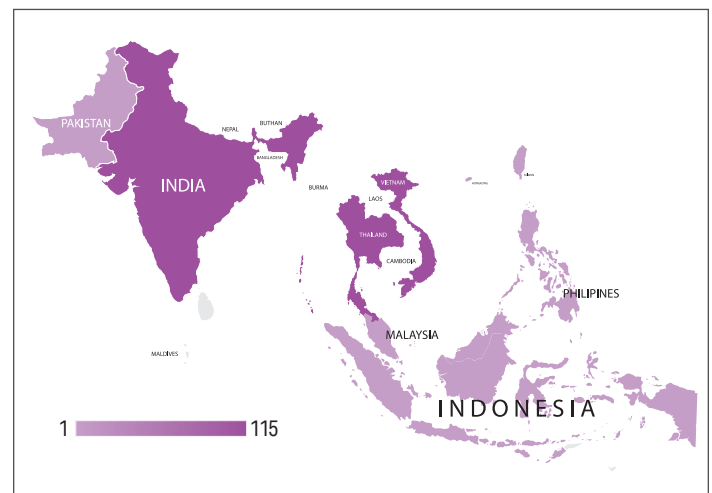 PAKISTAN
NEPAL
BUTHAN
BANGLADESH
INDIA
BURMA
VIETNAM
LAOS
THAILAND
CAMBODIA
PHILIPINES
MALAYSIA
MALDIVES
INDONESIA
1 115